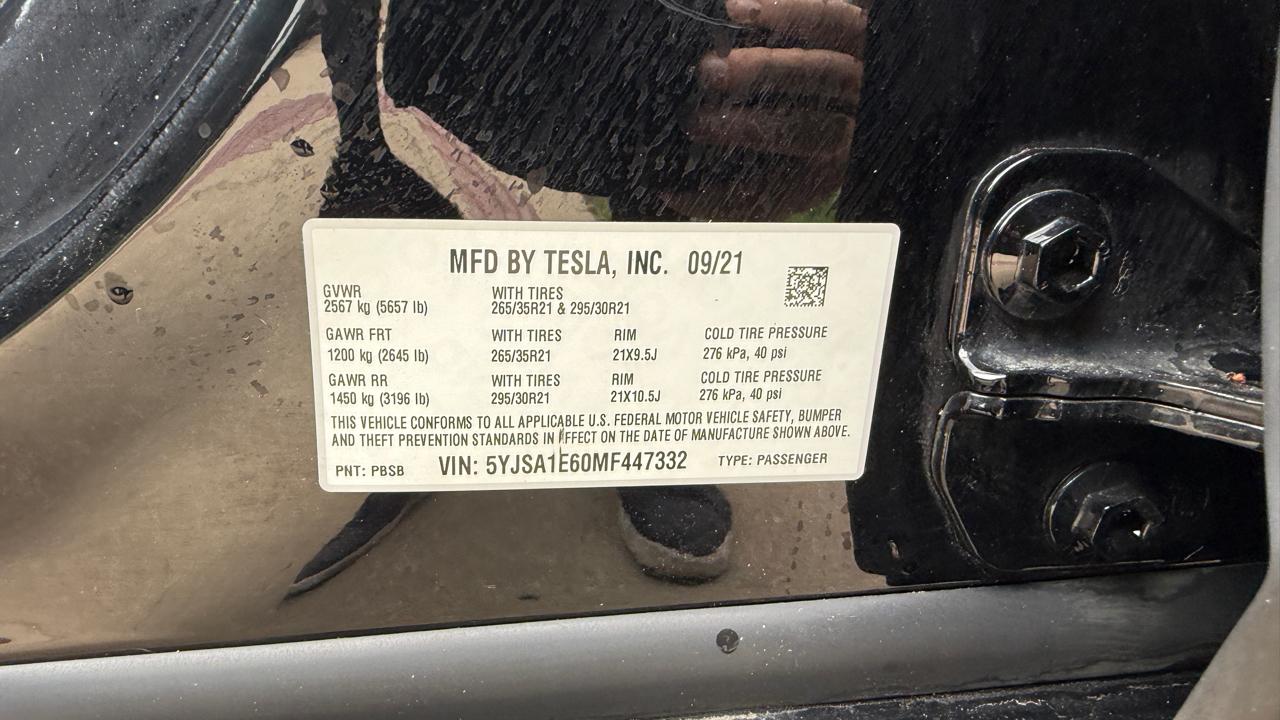 MFD BY TESLA, INC. 09/21
GVWR WITH TIRES
2567 kg (5657 lb) 265/35R21 & 295/30R21
GAWR FRT WITH TIRES RIM COLD TIRE PRESSURE
1200 kg (2645 lb) 265/35R21 21X9.5J 276 kPa, 40 psi
GAWR RR WITH TIRES RIM COLD TIRE PRESSURE
1450 kg (3196 lb) 295/30R21 21X10.5J 276 kPa, 40 psi
THIS VEHICLE CONFORMS TO ALL APPLICABLE U.S. FEDERAL MOTOR VEHICLE SAFETY, BUMPER
AND THEFT PREVENTION STANDARDS IN EFFECT ON THE DATE OF MANUFACTURE SHOWN ABOVE.
PNT: PBSB VIN: 5YJSA1E60MF447332 TYPE: PASSENGER